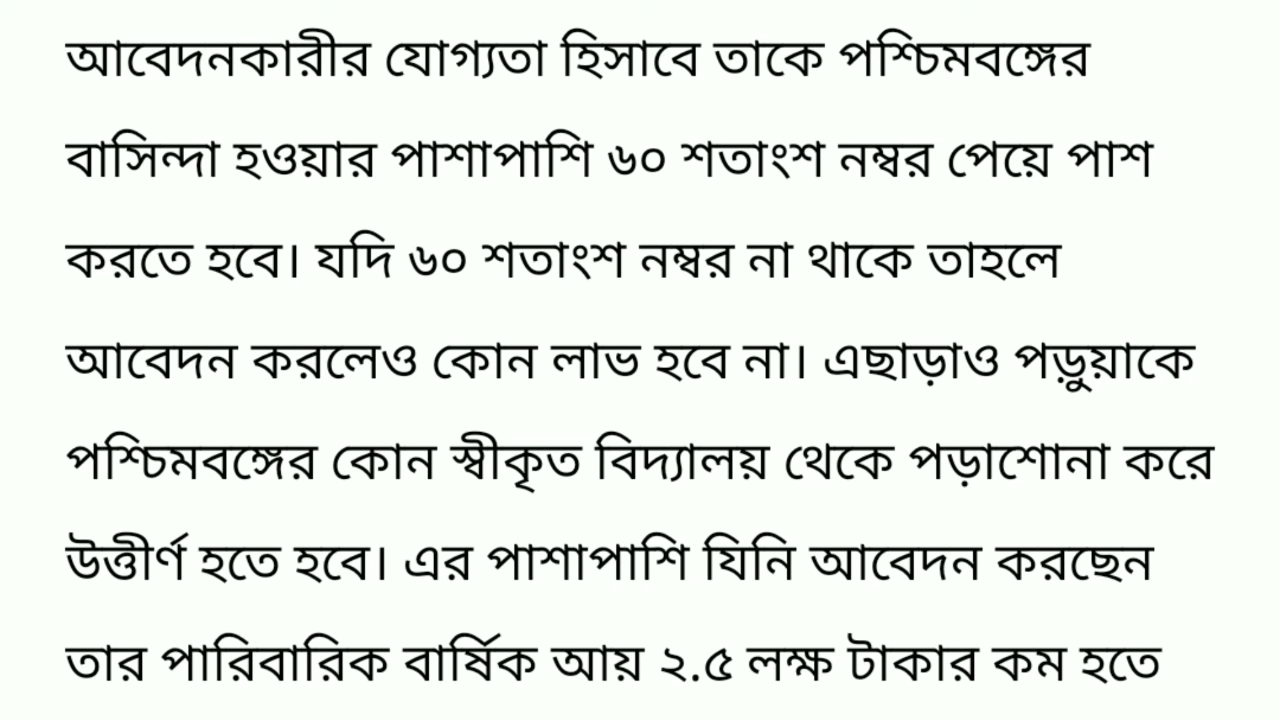 আবেদনকারীর যোগ্যতা হিসাবে তাকে পশ্চিমবঙ্গের
বাসিন্দা হওয়ার পাশাপাশি ৬০ শতাংশ নম্বর পেয়ে পাশ
করতে হবে। যদি ৬০ শতাংশ নম্বর না থাকে তাহলে
আবেদন করলেও কোন লাভ হবে না। এছাড়াও পড়ুয়াকে
পশ্চিমবঙ্গের কোন স্বীকৃত বিদ্যালয় থেকে পড়াশোনা করে
উত্তীর্ণ হতে হবে। এর পাশাপাশি যিনি আবেদন করছেন
তার পারিবারিক বার্ষিক আয় ২.৫ লক্ষ টাকার কম হতে